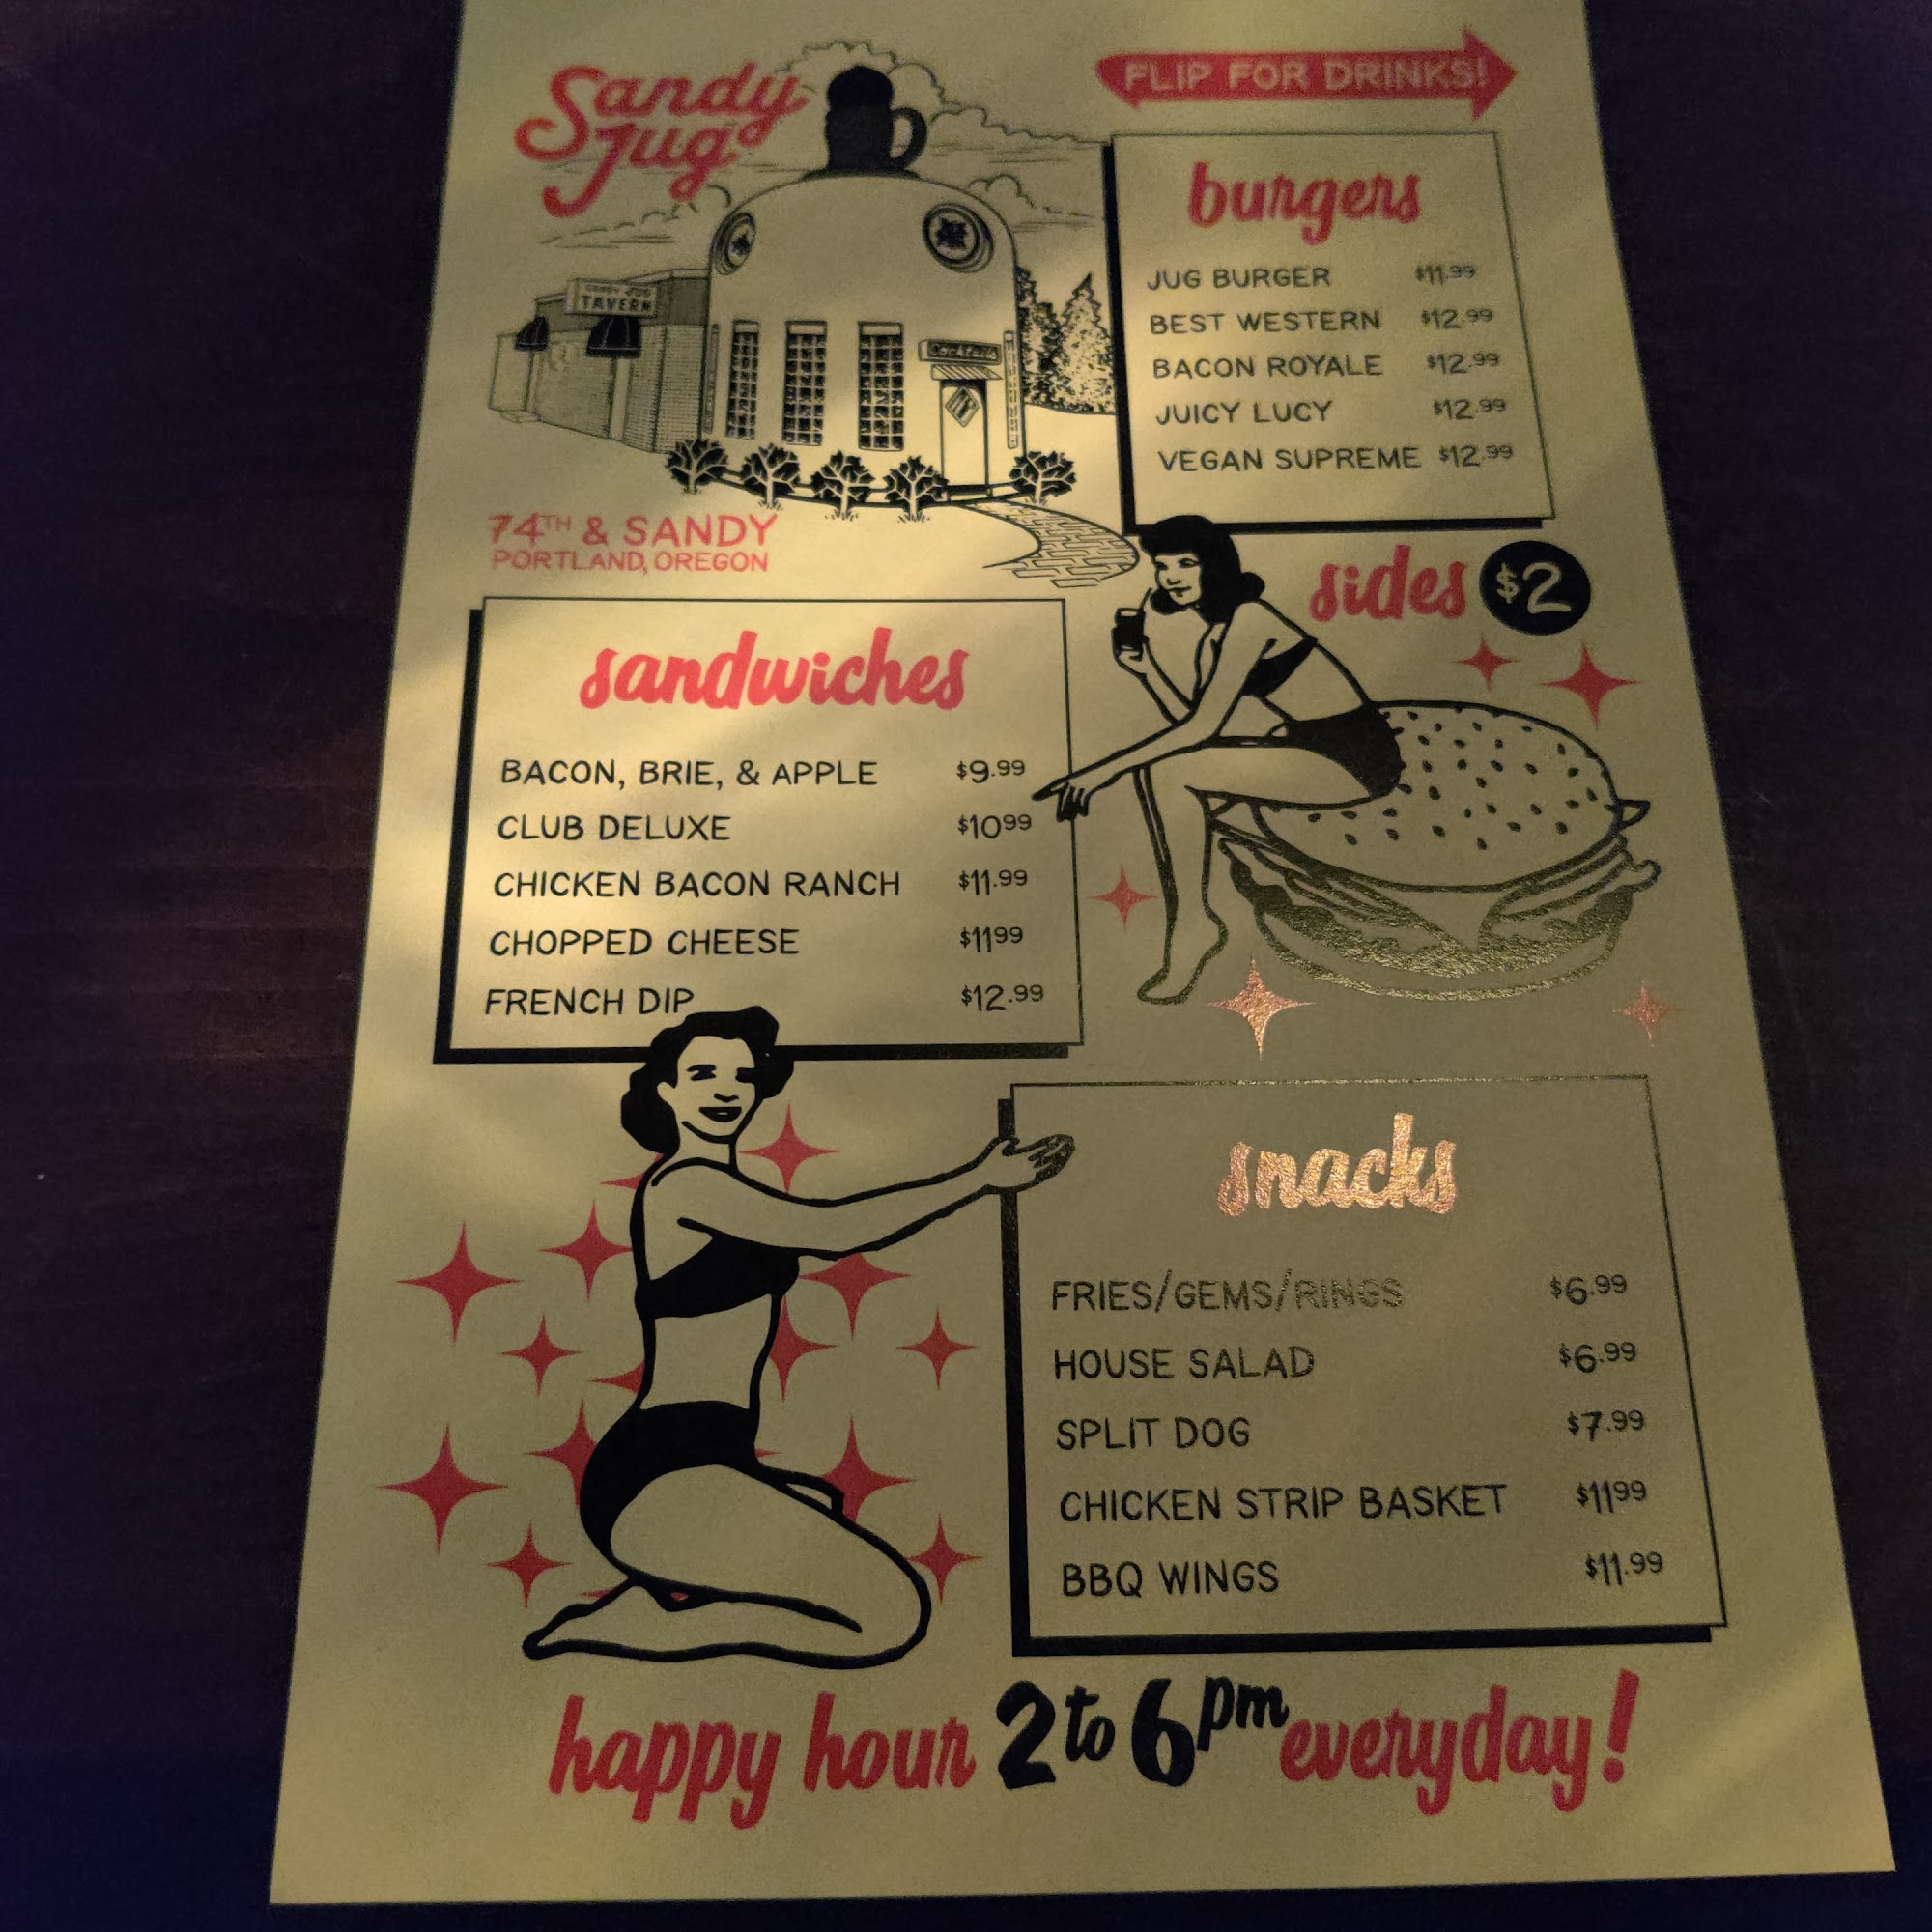 Sandy
Jug
FLIP FOR DRINKS!
SANDY JUG
TAVERN
Cocktails
74TH & SANDY
PORTLAND, OREGON
burgers
JUG BURGER $11.99
BEST WESTERN $12.99
BACON ROYALE $12.99
JUICY LUCY $12.99
VEGAN SUPREME $12.99
sides $2
sandwiches
BACON, BRIE, & APPLE $9.99
CLUB DELUXE $10.99
CHICKEN BACON RANCH $11.99
CHOPPED CHEESE $11.99
FRENCH DIP $12.99
snacks
FRIES/GEMS/RINGS $6.99
HOUSE SALAD $6.99
SPLIT DOG $7.99
CHICKEN STRIP BASKET $11.99
BBQ WINGS $11.99
happy hour 2 to 6pm everyday!